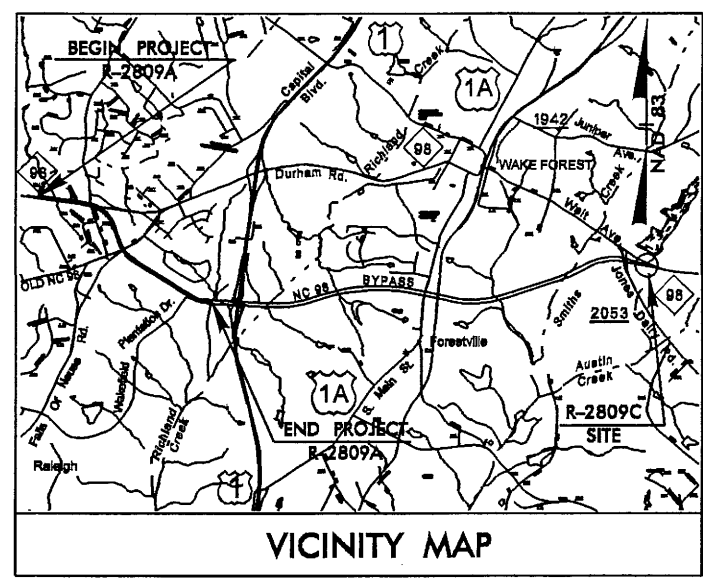 BEGIN PROJECT
R-2809A
Capital
Blvd.
1
Creek
1A
Richland
98
1942
Juniper
Ave.
NAD 83
98
Durham Rd.
WAKE FOREST
Creek
Wait Ave.
OLD NC 98
NC 98 BYPASS
98
Jones Dairy Rd.
Smiths
2053
Falls Of Neuse Rd.
Wakefield
Plantation Dr.
Forestville
1A
S. Main St.
Austin
Creek
Richland
Creek
END PROJECT
R-2809A
R-2809C
SITE
Raleigh
1
VICINITY MAP